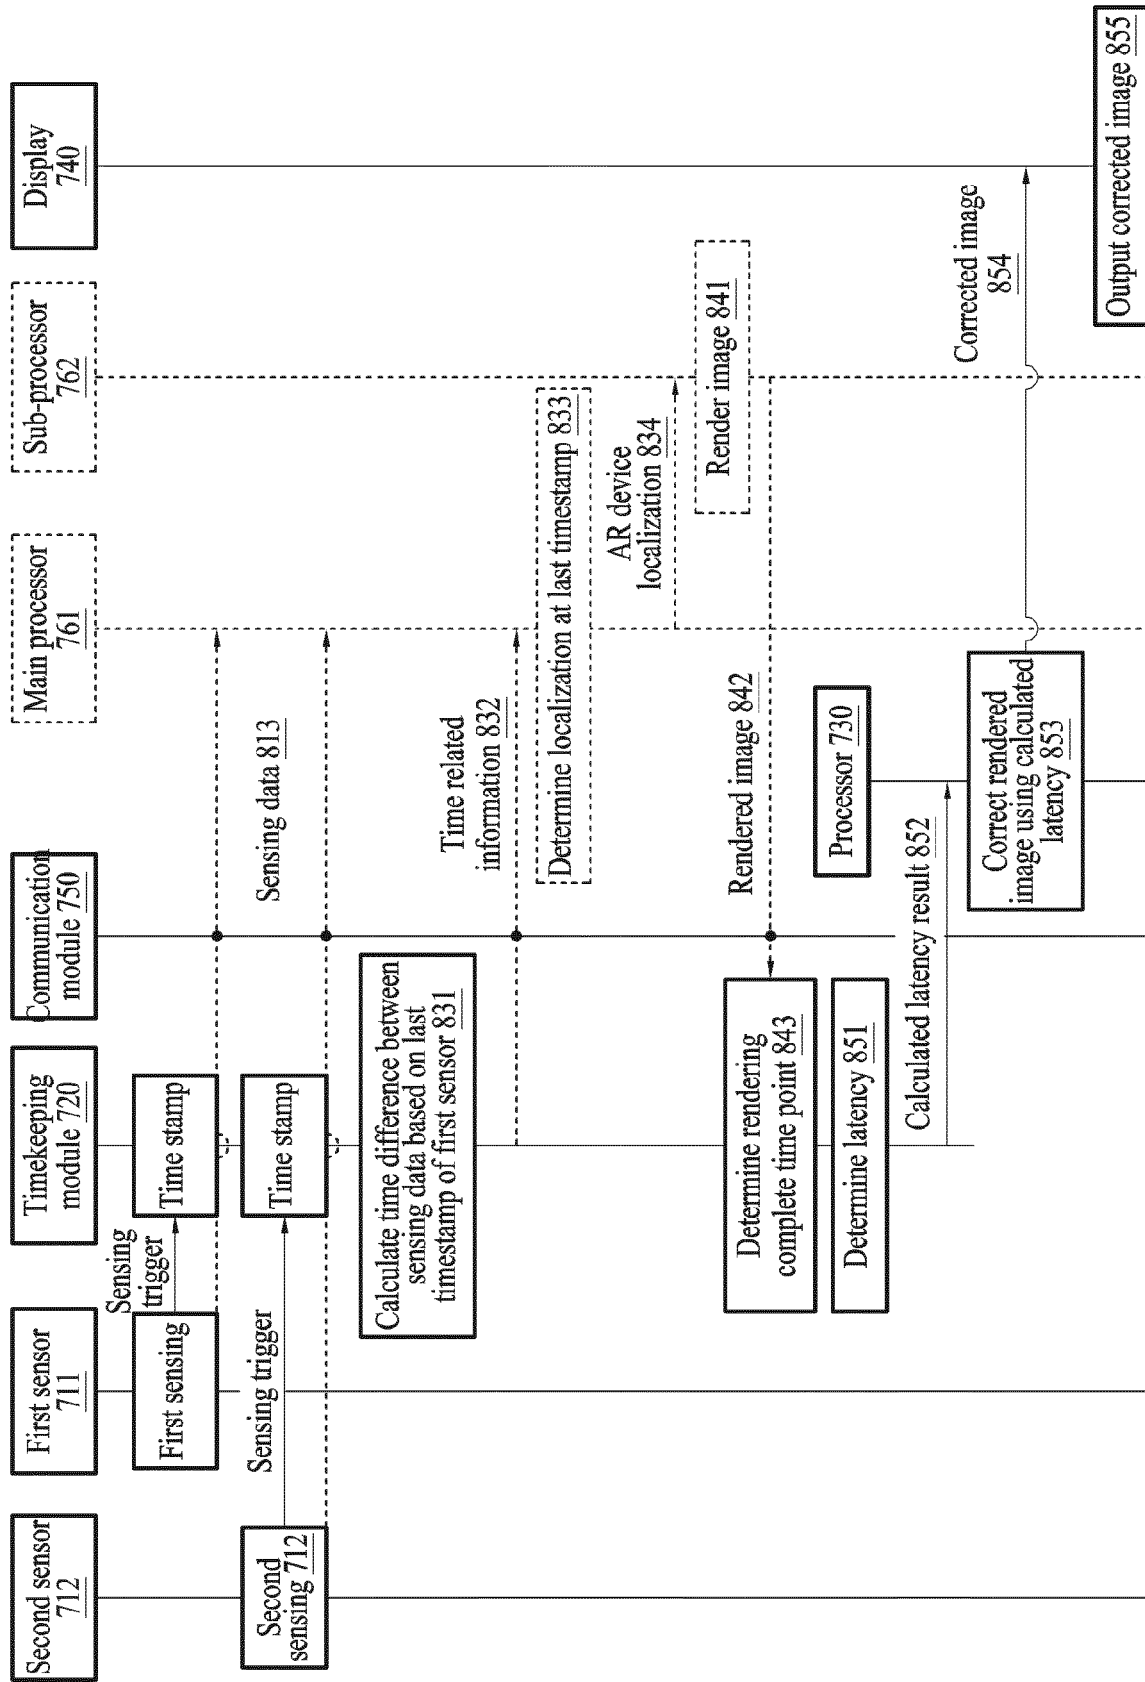 Second sensor
712
First sensor
711
Timekeeping
module 720
Communication
module 750
Main processor
761
Sub-processor
762
Display
740
First sensing
Sensing
trigger
Time stamp
Second
sensing 712
Sensing trigger
Time stamp
Sensing data 813
Calculate time difference between
sensing data based on last
timestamp of first sensor 831
Time related
information 832
Determine localization at last timestamp 833
AR device
localization 834
Render image 841
Rendered image 842
Determine rendering
complete time point 843
Processor 730
Determine latency 851
Calculated latency result 852
Correct rendered
image using calculated
latency 853
Corrected image
854
Output corrected image 855